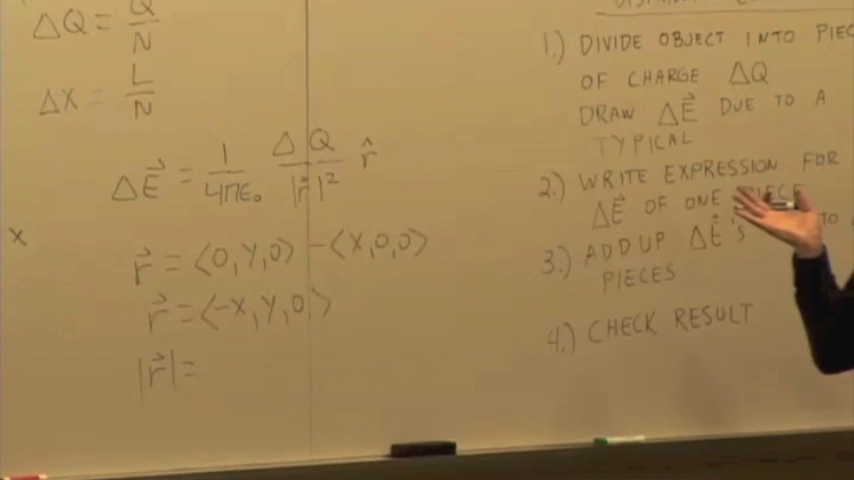 ΔQ = Q/N
ΔX = L/N
ΔE⃗ = 1/4πε₀ ΔQ/|r⃗|² r̂
x
r⃗ = ⟨0, Y, 0⟩ - ⟨X, 0, 0⟩
r⃗ = ⟨-X, Y, 0⟩
|r⃗| =
1.) DIVIDE OBJECT INTO
OF CHARGE ΔQ
DRAW ΔE⃗ DUE TO A
TYPICAL
2.) WRITE EXPRESSION FOR
ΔE⃗ OF ONE PIECE
3.) ADD UP ΔE⃗'S TO
PIECES
4.) CHECK RESULT